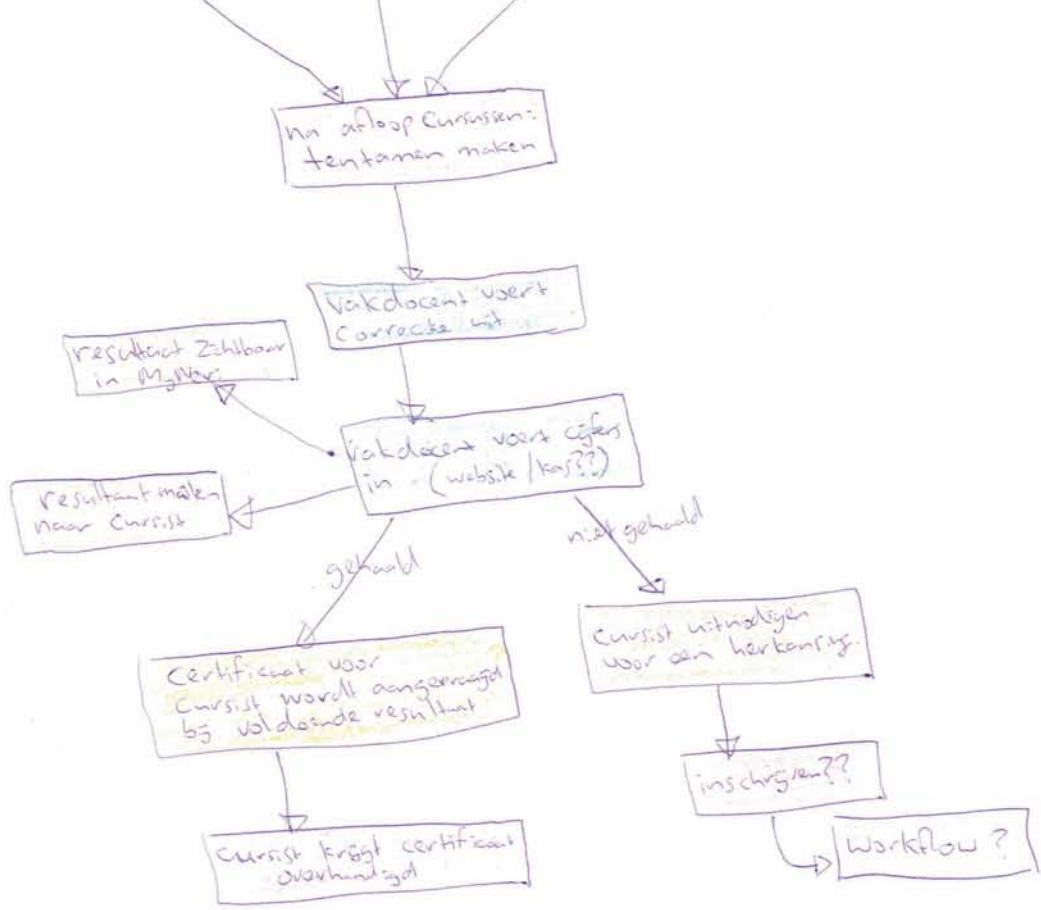 na afloop Cursussen:
tentamen maken
vakdocent voert
correctie uit.
resultaat zichtbaar
in
vakdocent voert cijfers
in. (website/kas??)
resultaat mailen
naar Cursist
gehaald
niet gehaald
Certificaat voor
Cursist wordt aangevraagd
bij voldoende resultaat
Cursist uitnodigen
voor een herkansing.
inschrijven??
workflow?
cursist krijgt certificaat
overhandigd